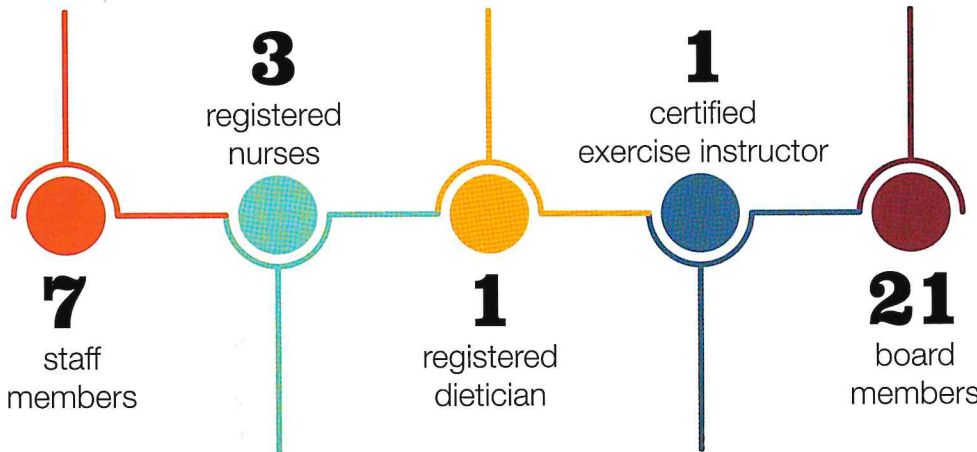 7
staff
members
3
registered
nurses
1
registered
dietician
1
certified
exercise instructor
21
board
members